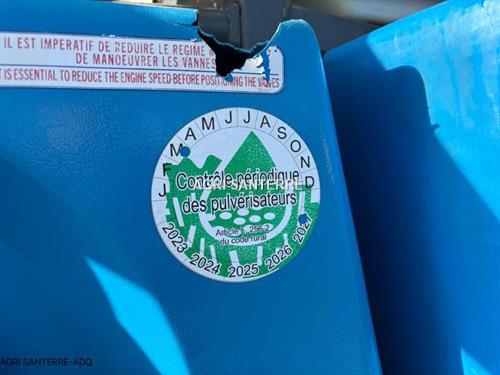 IL EST IMPERATIF DE REDUIRE LE REGIME
DE MANOEUVRER LES VANNES
IT IS ESSENTIAL TO REDUCE THE ENGINE SPEED BEFORE POSITIONING THE VALVES
J F M A M J J A S O N D
Contrôle périodique
AGRI SANTERRE
des pulvérisateurs
Article L. 256-2
du code rural
2023 2024 2025 2026 2027
AGRI SANTERRE-ADQ